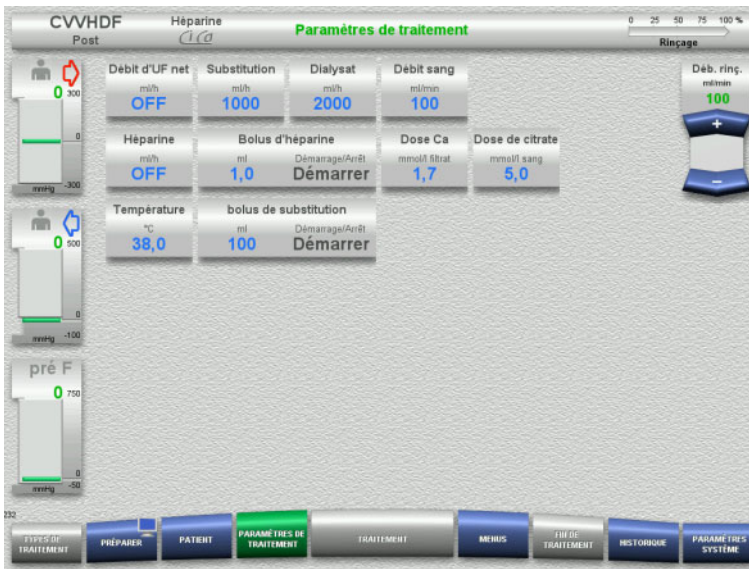 CVVHDF
Post
Héparine
CiCa
Paramètres de traitement
0 25 50 75 100 %
Rinçage
0 300
0
-300
mmHg
Débit d'UF net
ml/h
OFF
Substitution
ml/h
1000
Dialysat
ml/h
2000
Débit sang
ml/min
100
Déb. rinç.
ml/min
100
+
–
Héparine
ml/h
OFF
Bolus d'héparine
ml Démarrage/Arrêt
1,0 Démarrer
Dose Ca
mmol/l filtrat
1,7
Dose de citrate
mmol/l sang
5,0
Température
°C
38,0
bolus de substitution
ml Démarrage/Arrêt
100 Démarrer
0 500
0
-100
mmHg
pré F
0 750
0
-50
mmHg
232
TYPES DE TRAITEMENT
PRÉPARER
PATIENT
PARAMÈTRES DE TRAITEMENT
TRAITEMENT
MENUS
FIN DE TRAITEMENT
HISTORIQUE
PARAMÈTRES SYSTÈME